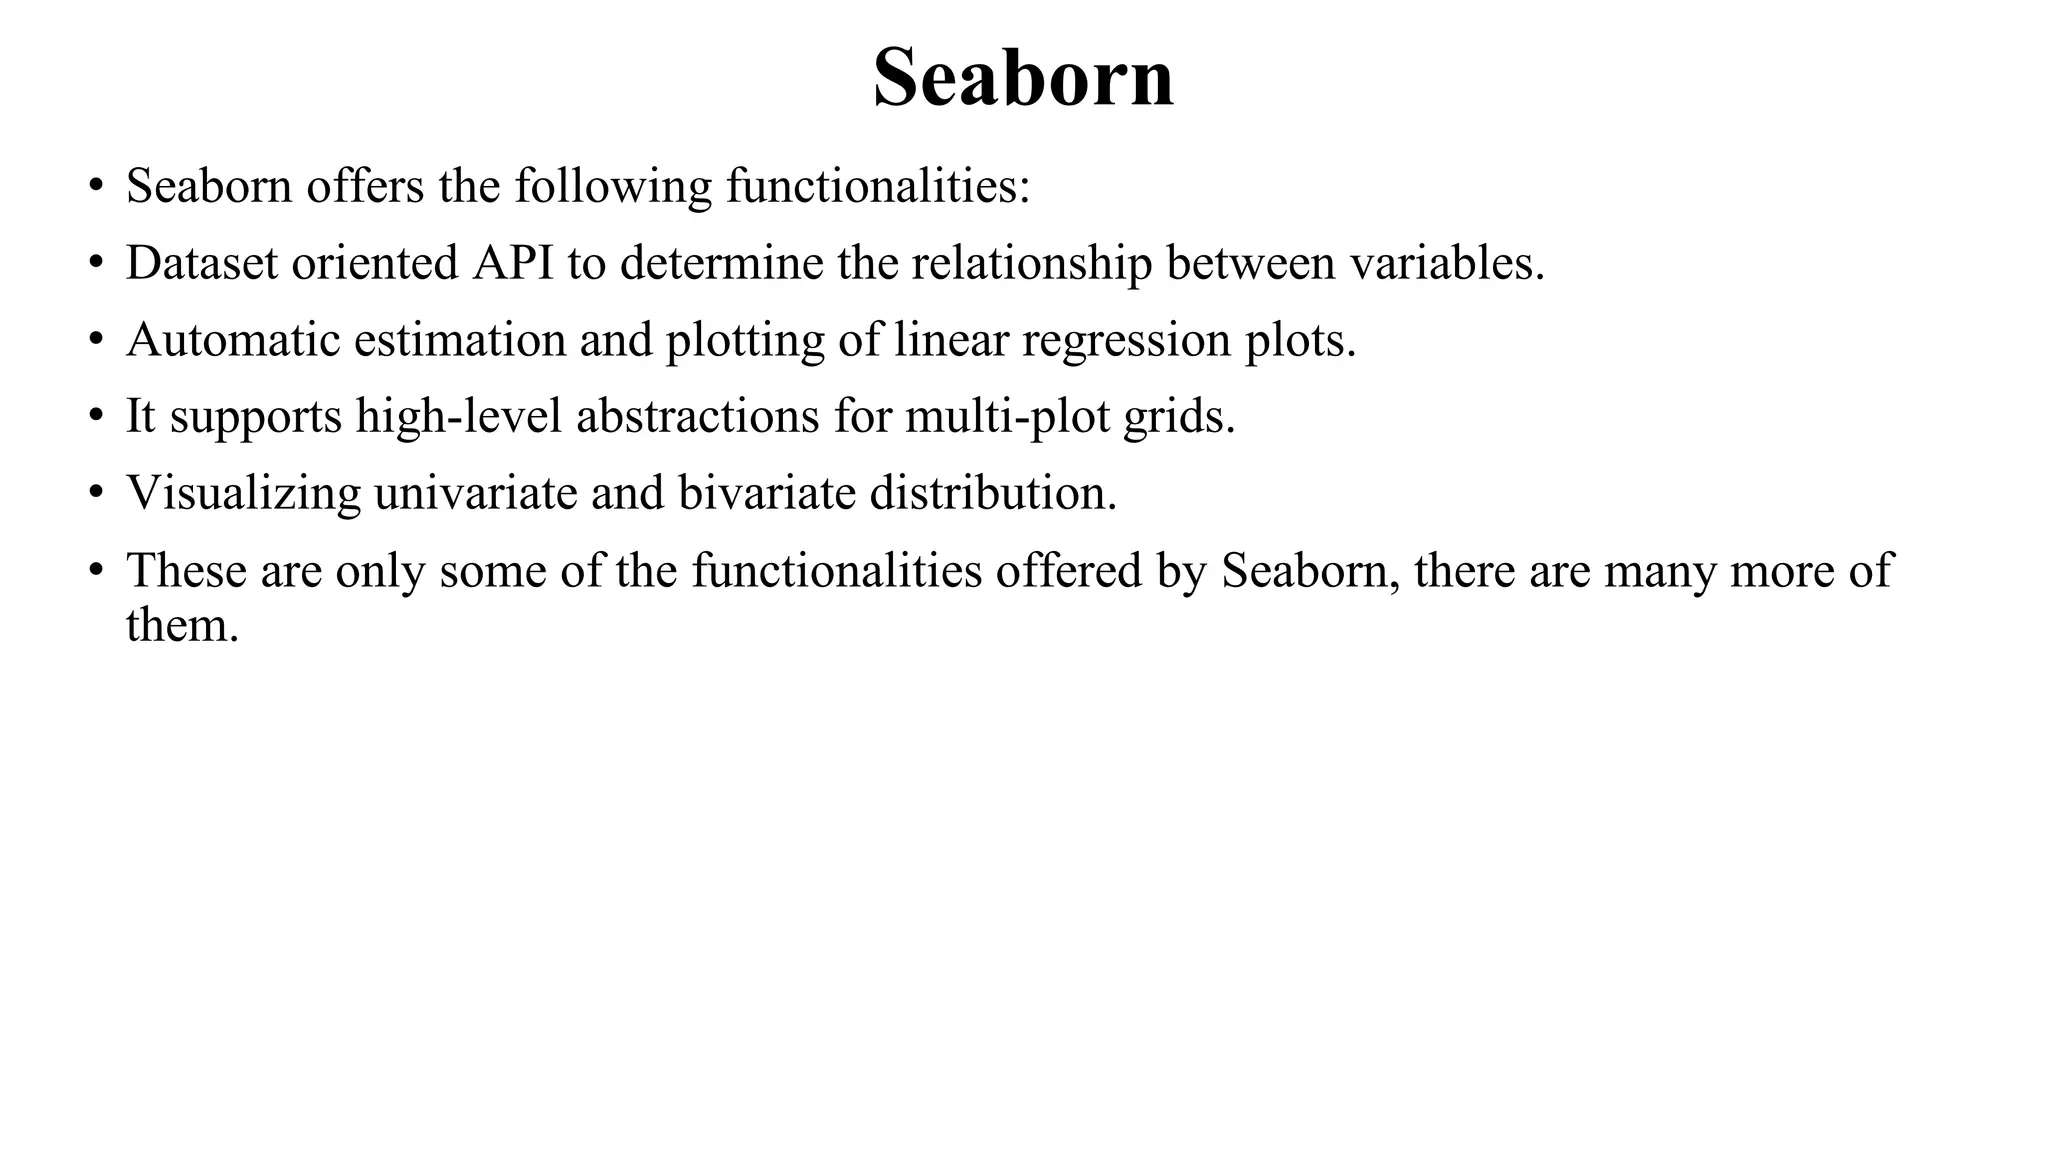 Seaborn
• Seaborn offers the following functionalities:
• Dataset oriented API to determine the relationship between variables.
• Automatic estimation and plotting of linear regression plots.
• It supports high-level abstractions for multi-plot grids.
• Visualizing univariate and bivariate distribution.
• These are only some of the functionalities offered by Seaborn, there are many more of
them.